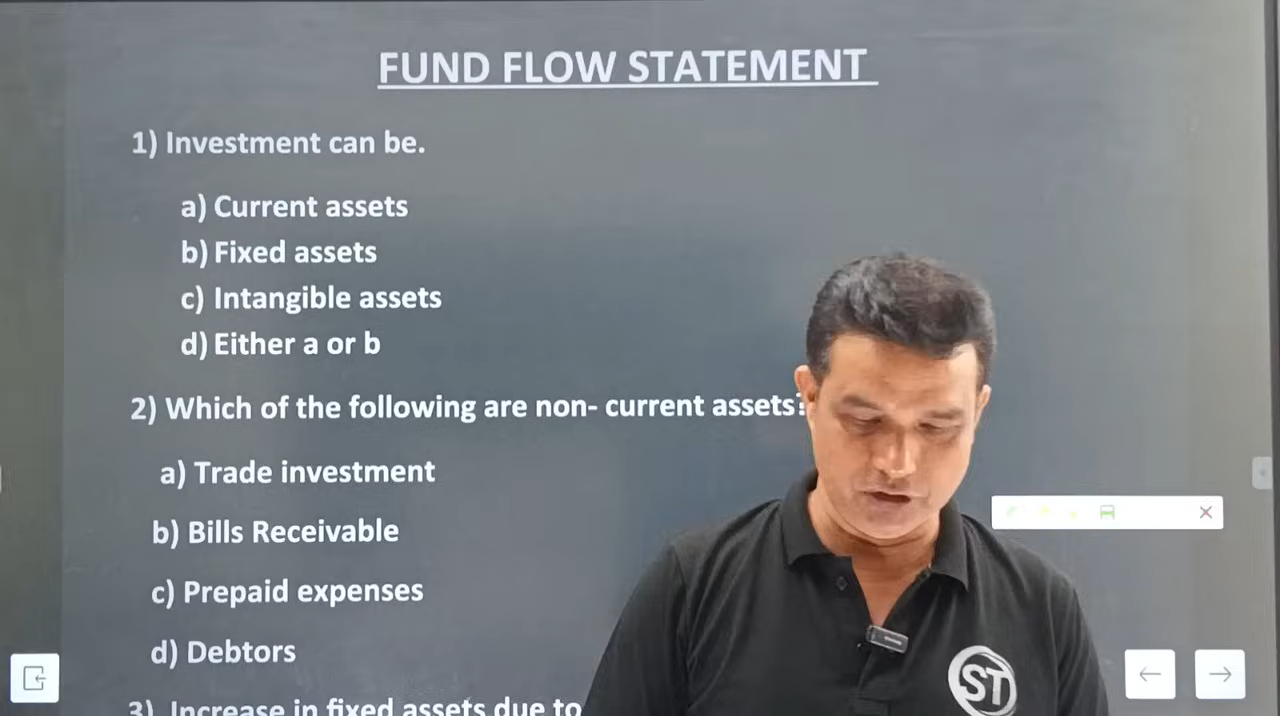 FUND FLOW STATEMENT
1) Investment can be.
a) Current assets
b) Fixed assets
c) Intangible assets
d) Either a or b
2) Which of the following are non- current assets?
a) Trade investment
b) Bills Receivable
c) Prepaid expenses
d) Debtors
3) Increase in fixed assets due to
ST